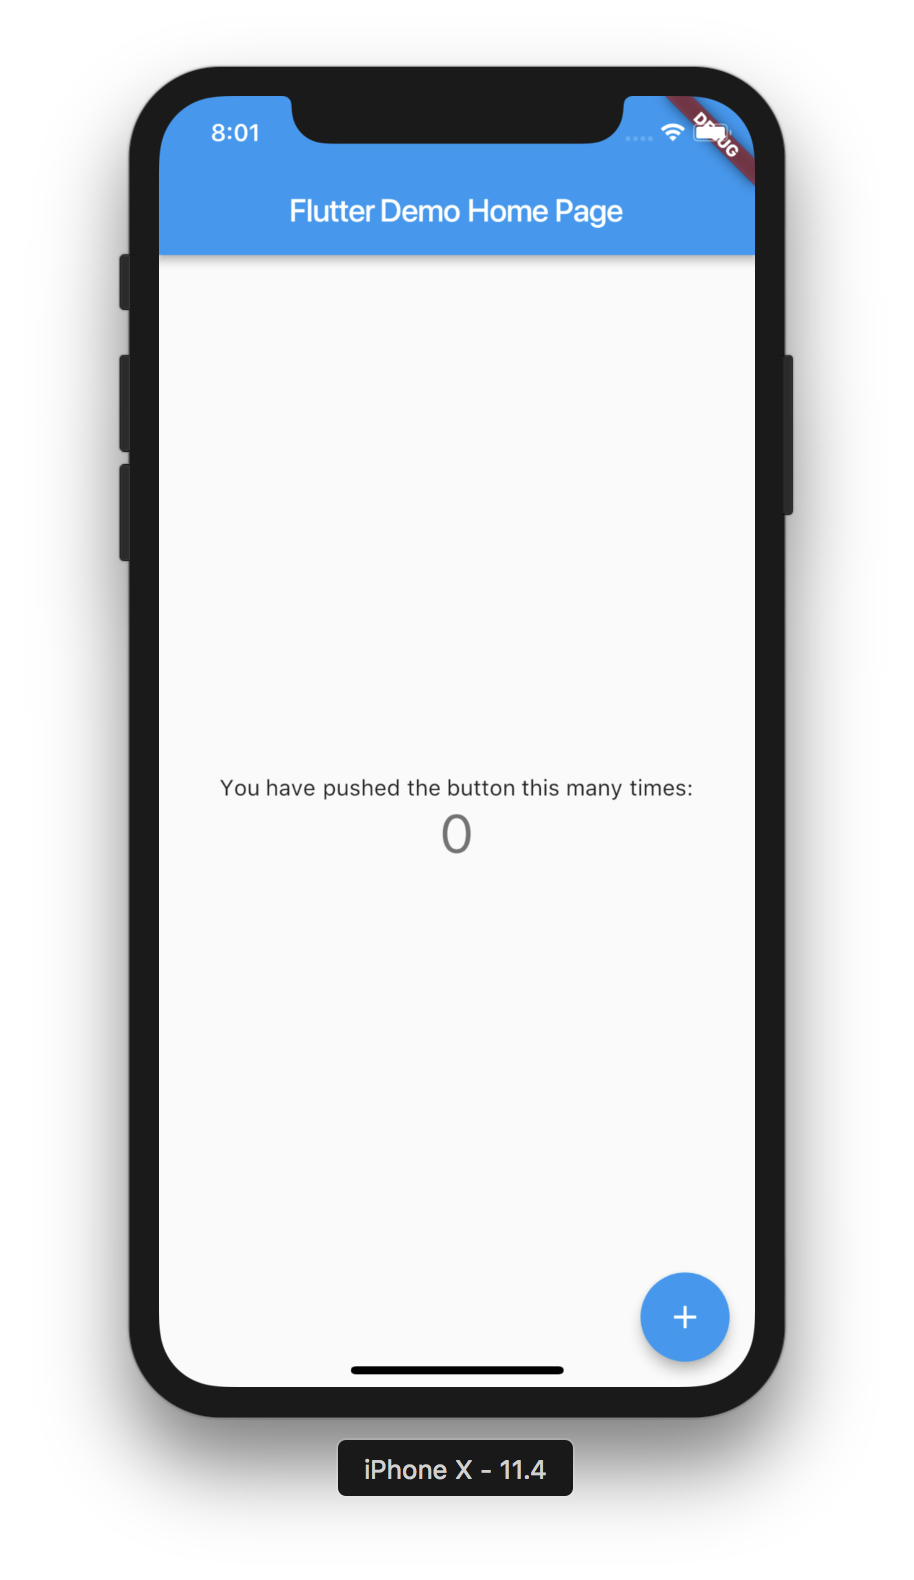 8:01
DEBUG
Flutter Demo Home Page
You have pushed the button this many times:
0
+
iPhone X - 11.4